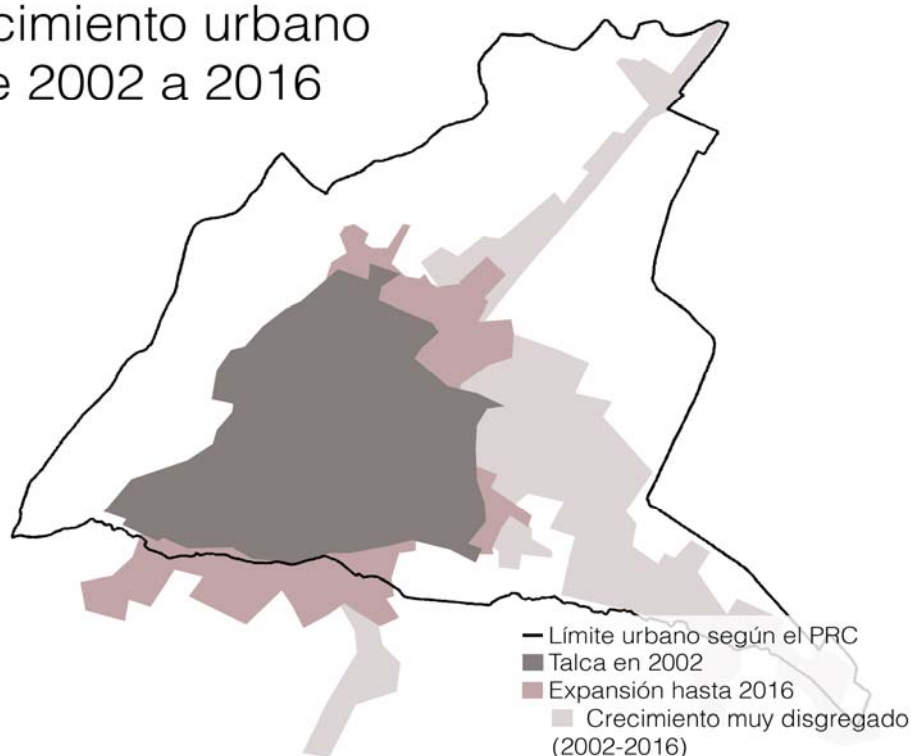 cimiento urbano
2002 a 2016
Límite urbano según el PRC
Talca en 2002
Expansión hasta 2016
Crecimiento muy disgregado
(2002-2016)